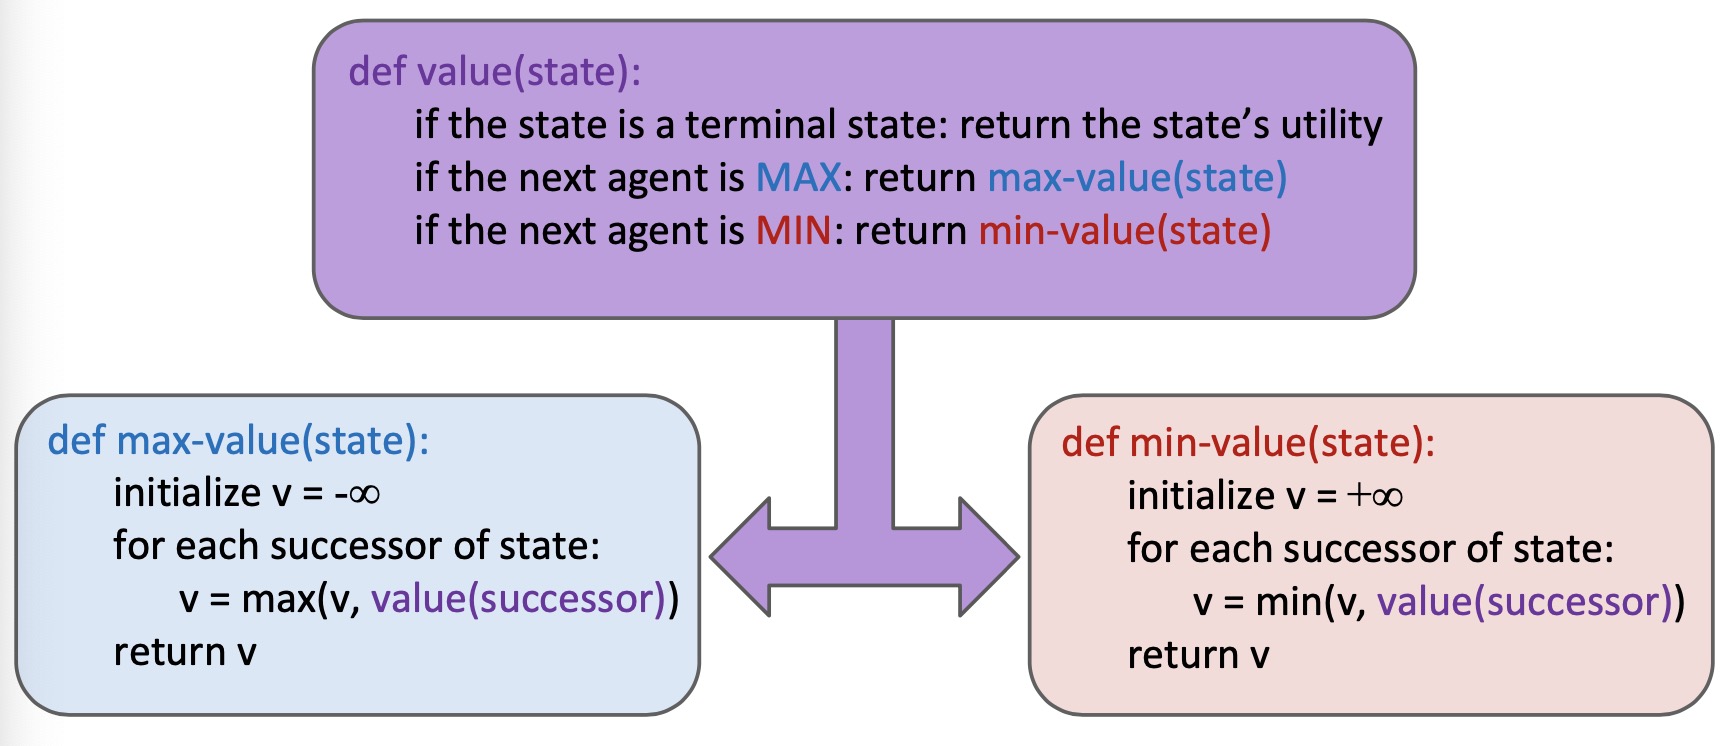 def value(state):
if the state is a terminal state: return the state’s utility
if the next agent is MAX: return max-value(state)
if the next agent is MIN: return min-value(state)
def max-value(state):
initialize v = -∞
for each successor of state:
v = max(v, value(successor))
return v
def min-value(state):
initialize v = +∞
for each successor of state:
v = min(v, value(successor))
return v